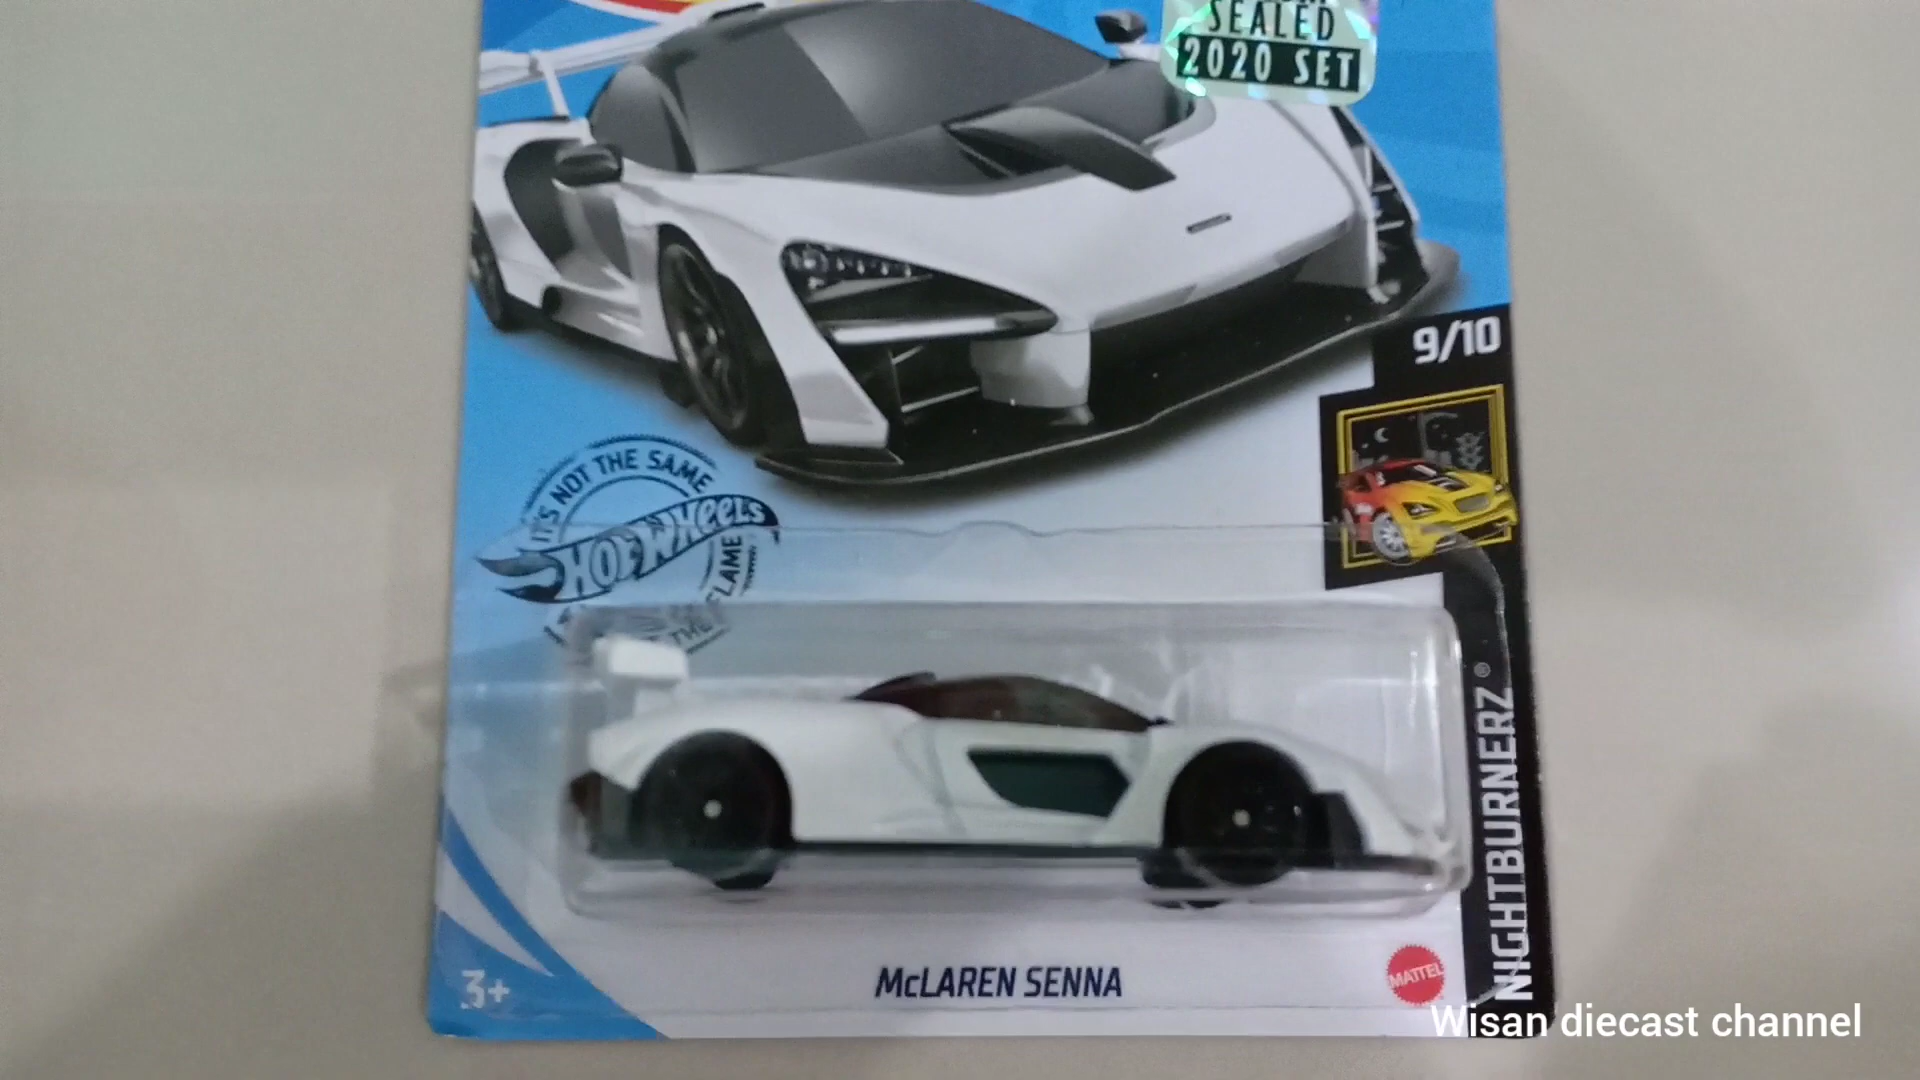 SEALED
2020 SET
9/10
IT'S NOT THE SAME
HOT WHEELS
THE FLAME
NIGHTBURNERZ®
McLAREN SENNA
MATTEL
3+
Wisan diecast channel